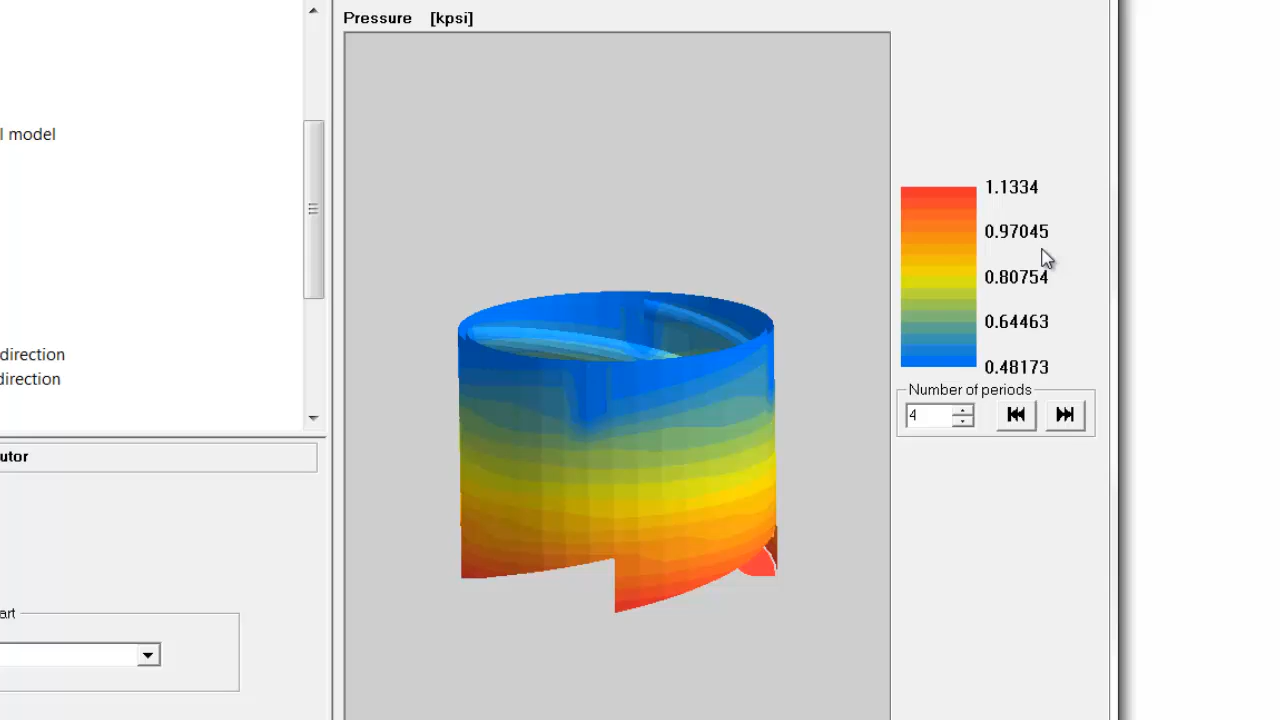 Pressure [kpsi]
l model
1.1334
0.97045
0.80754
0.64463
0.48173
direction
direction
Number of periods
4
utor
art